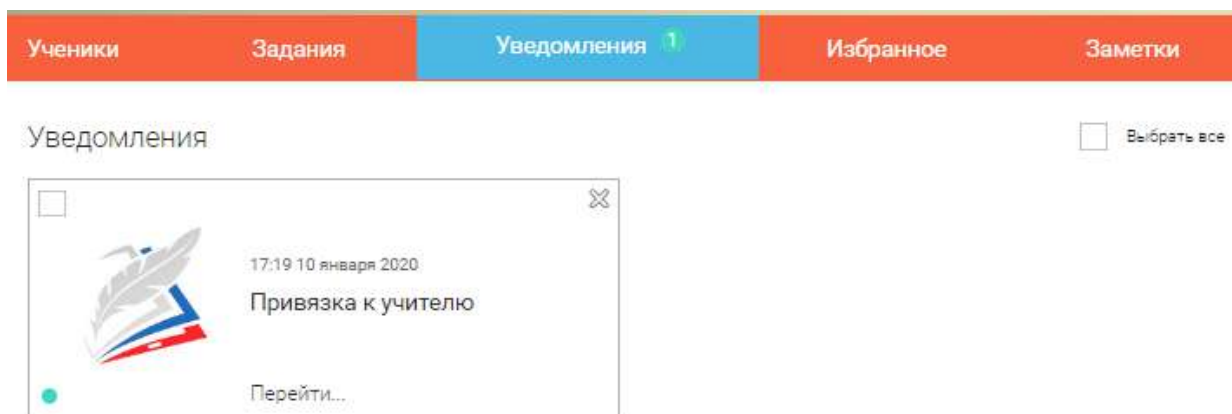 Ученики Задания Уведомления 1 Избранное Заметки
Уведомления Выбрать все
17:19 10 января 2020
Привязка к учителю
Перейти...